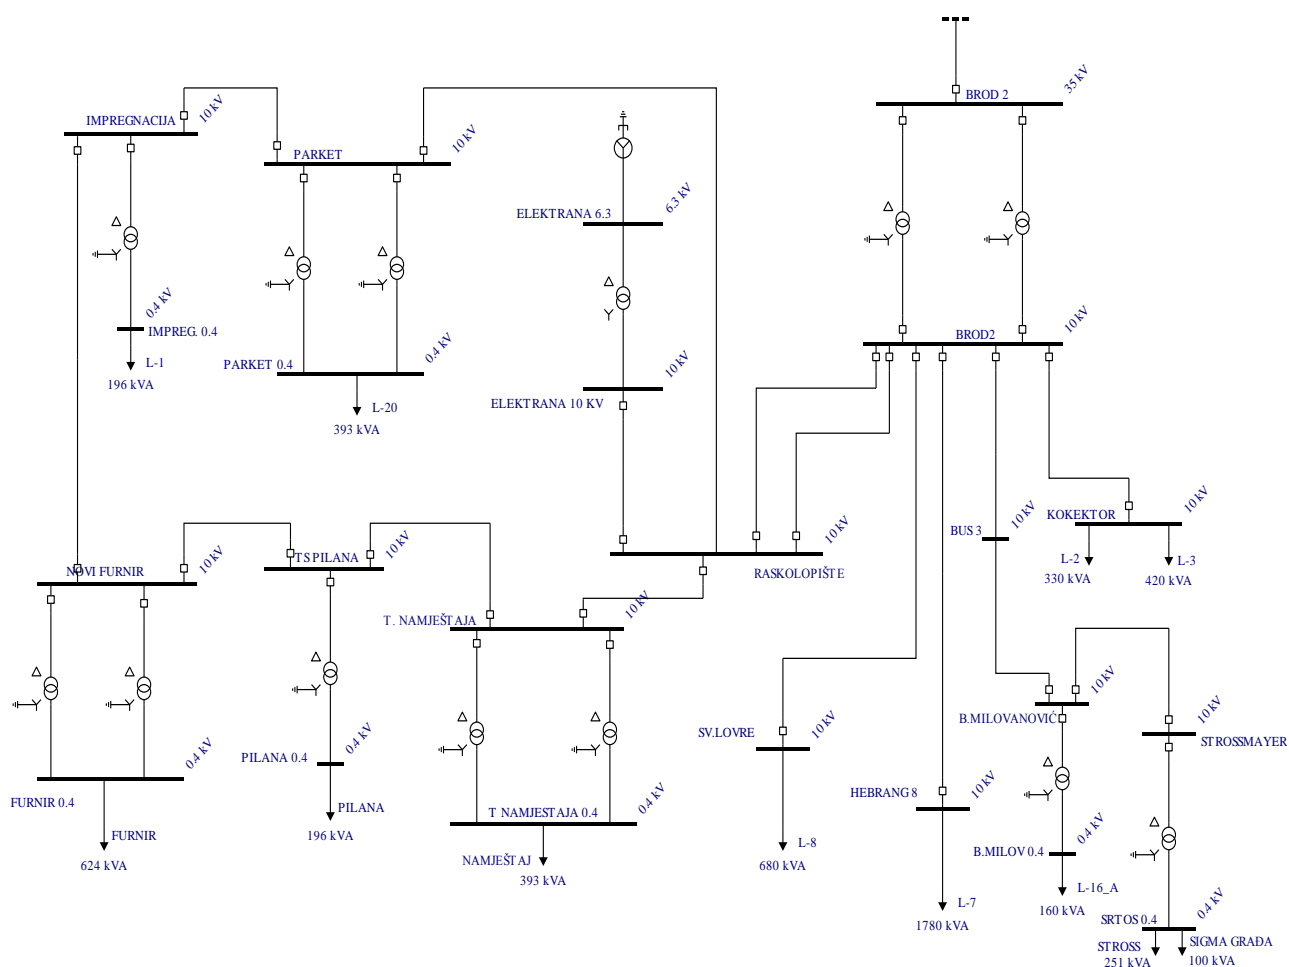 BROD 2
35 kV
IMPREGNACIJA
10 kV
PARKET
10 kV
ELEKTRANA 6.3
6.3 kV
0.4 kV
IMPREG. 0.4
L-1
196 kVA
PARKET 0.4
0.4 kV
L-20
393 kVA
ELEKTRANA 10 KV
10 kV
BROD2
10 kV
KOKEKTOR
10 kV
L-2
330 kVA
L-3
420 kVA
BUS 3
10 kV
RASKOLOPIŠTE
10 kV
NOVI FURNIR
10 kV
TS PILANA
10 kV
T. NAMJEŠTAJA
10 kV
B.MILOVANOVIĆ
10 kV
STROSSMAYER
10 kV
SV.LOVRE
10 kV
HEBRANG 8
10 kV
PILANA 0.4
0.4 kV
FURNIR 0.4
0.4 kV
T NAMJESTAJA 0.4
0.4 kV
FURNIR
624 kVA
PILANA
196 kVA
NAMJEŠTAJ
393 kVA
L-8
680 kVA
L-7
1780 kVA
B.MILOV 0.4
0.4 kV
L-16_A
160 kVA
SRTOS 0.4
0.4 kV
STROSS
251 kVA
SIGMA GRAĐA
100 kVA